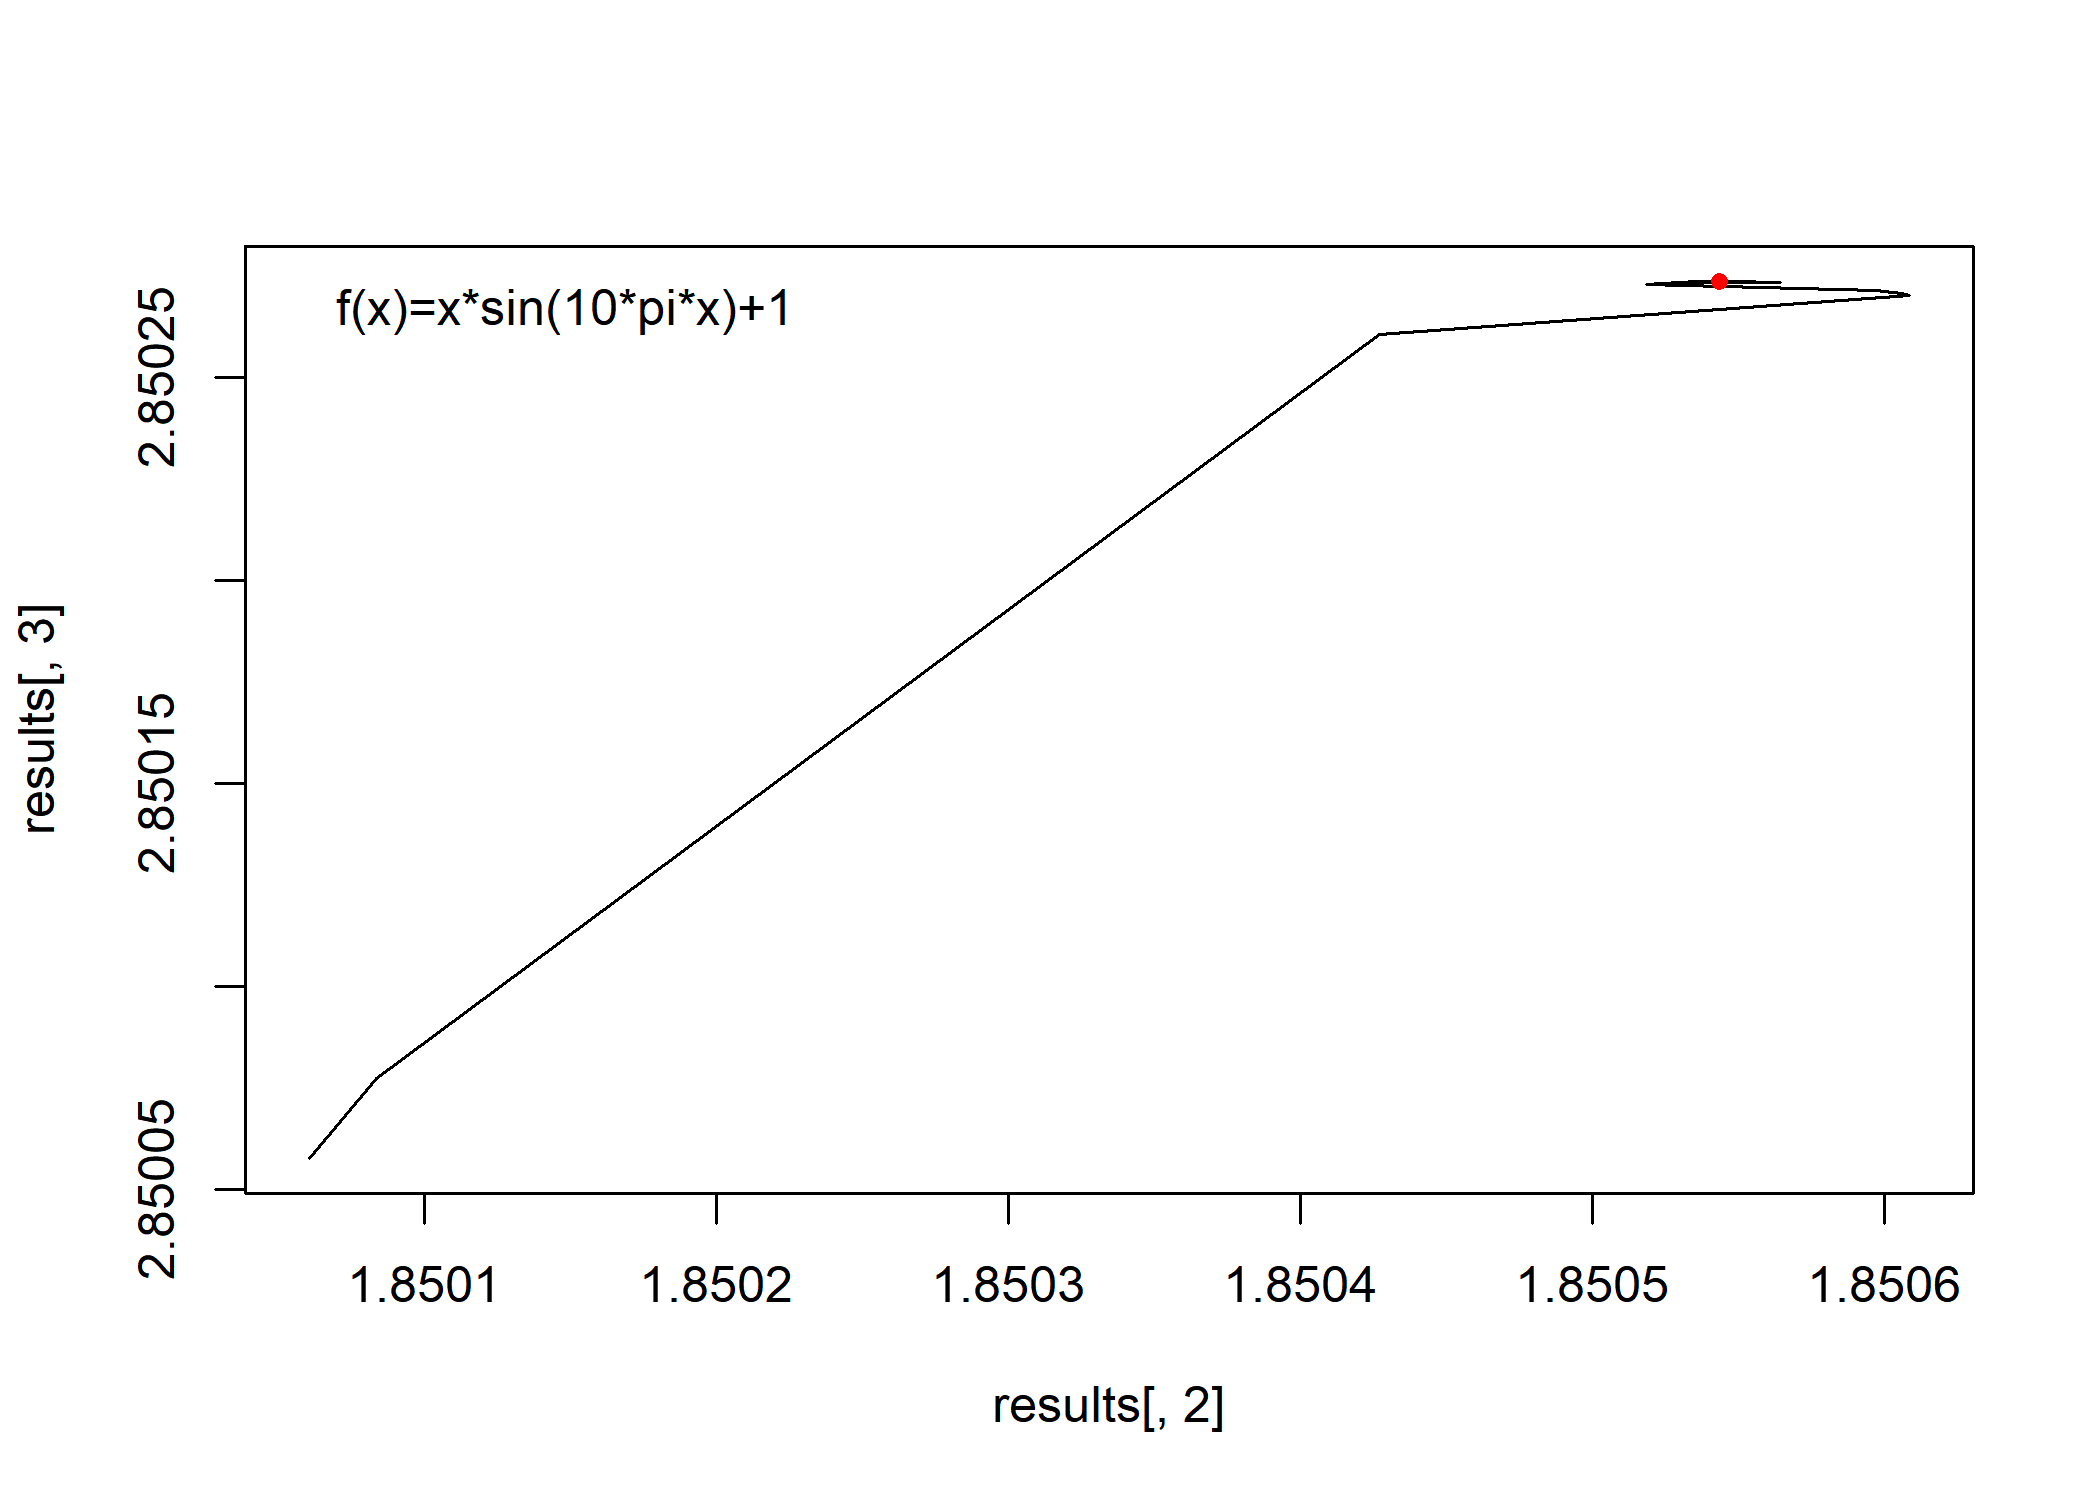 f(x)=x*sin(10*pi*x)+1
2.85025
2.85015
2.85005
results[, 3]
1.8501 1.8502 1.8503 1.8504 1.8505 1.8506
results[, 2]